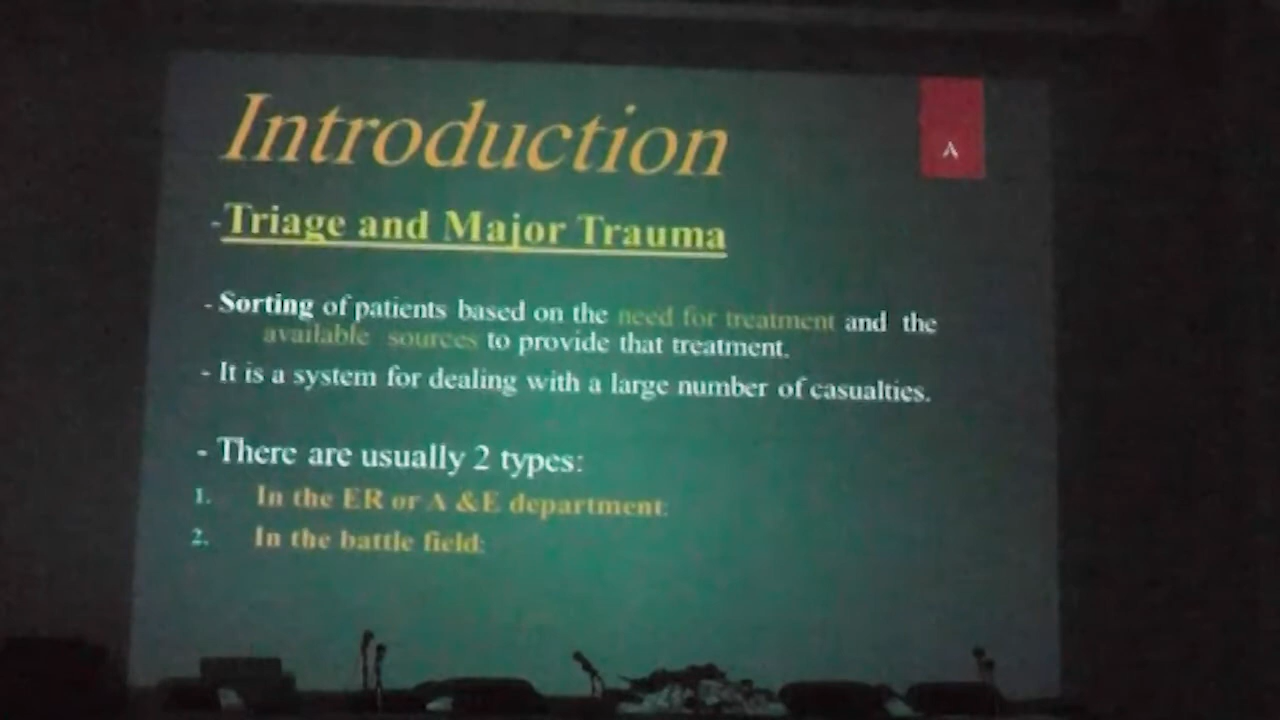 Introduction
٨
-Triage and Major Trauma
- Sorting of patients based on the need for treatment and the
available sources to provide that treatment.
- It is a system for dealing with a large number of casualties.
- There are usually 2 types:
1. In the ER or A &E department:
2. In the battle field: